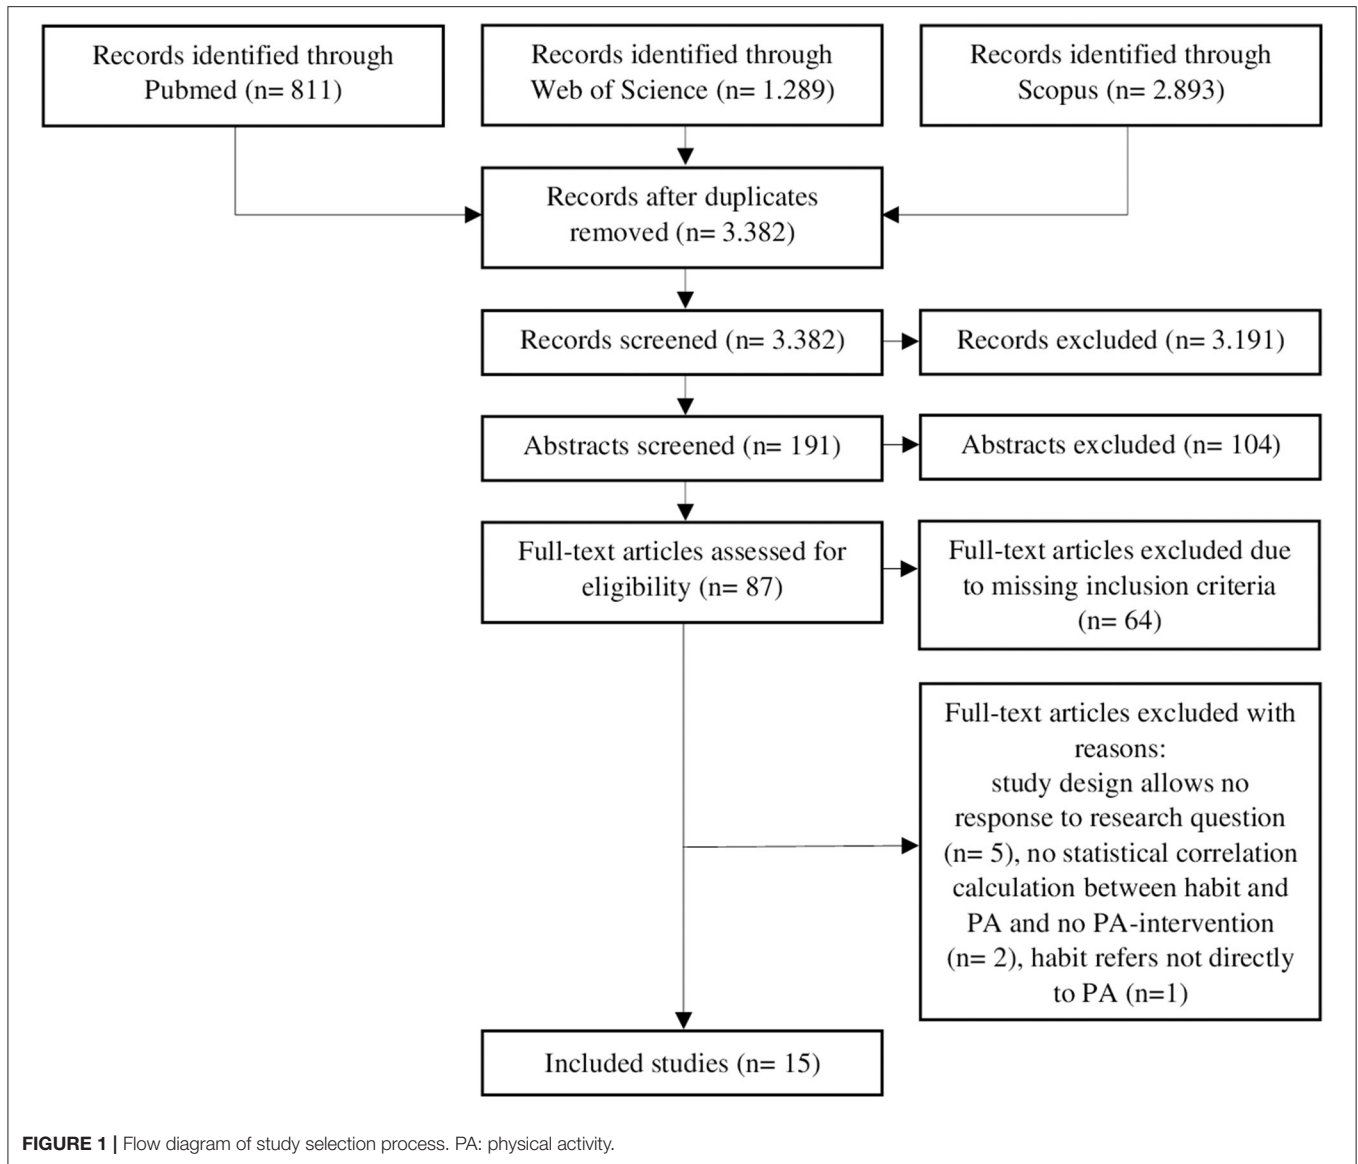 Records identified through
Pubmed (n= 811)
Records identified through
Web of Science (n= 1.289)
Records identified through
Scopus (n= 2.893)
Records after duplicates
removed (n= 3.382)
Records screened (n= 3.382)
Records excluded (n= 3.191)
Abstracts screened (n= 191)
Abstracts excluded (n= 104)
Full-text articles assessed for
eligibility (n= 87)
Full-text articles excluded due
to missing inclusion criteria
(n= 64)
Full-text articles excluded with
reasons:
study design allows no
response to research question
(n= 5), no statistical correlation
calculation between habit and
PA and no PA-intervention
(n= 2), habit refers not directly
to PA (n=1)
Included studies (n= 15)
FIGURE 1 | Flow diagram of study selection process. PA: physical activity.